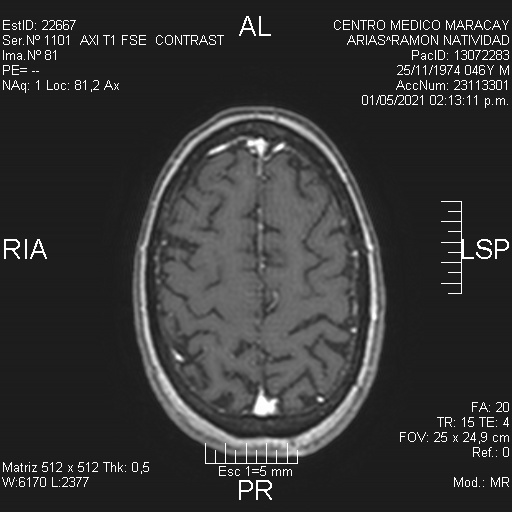 EstID: 22667
Ser.Nº 1101 AXI T1 FSE CONTRAST
Ima.Nº 81
PE= --
NAq: 1 Loc: 81,2 Ax
AL
CENTRO MEDICO MARACAY
ARIAS^RAMON NATIVIDAD
PacID: 13072283
25/11/1974 046Y M
AccNum: 23113301
01/05/2021 02:13:11 p.m.
RIA
LSP
FA: 20
TR: 15 TE: 4
FOV: 25 x 24,9 cm
Ref.: 0
Matriz 512 x 512 Thk: 0,5
W:6170 L:2377
Esc 1=5 mm
PR
Mod.: MR